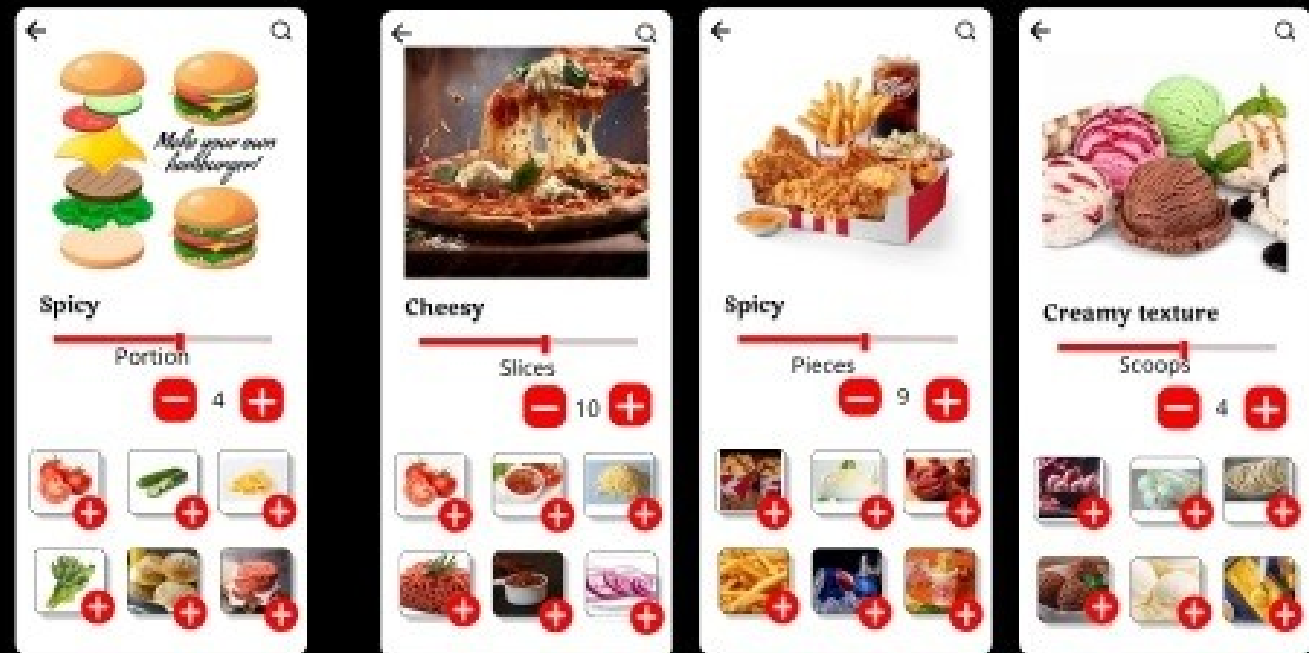 Make your own
hamburger!
Spicy
Portion
4
Cheesy
Slices
10
Spicy
Pieces
9
Creamy texture
Scoops
4